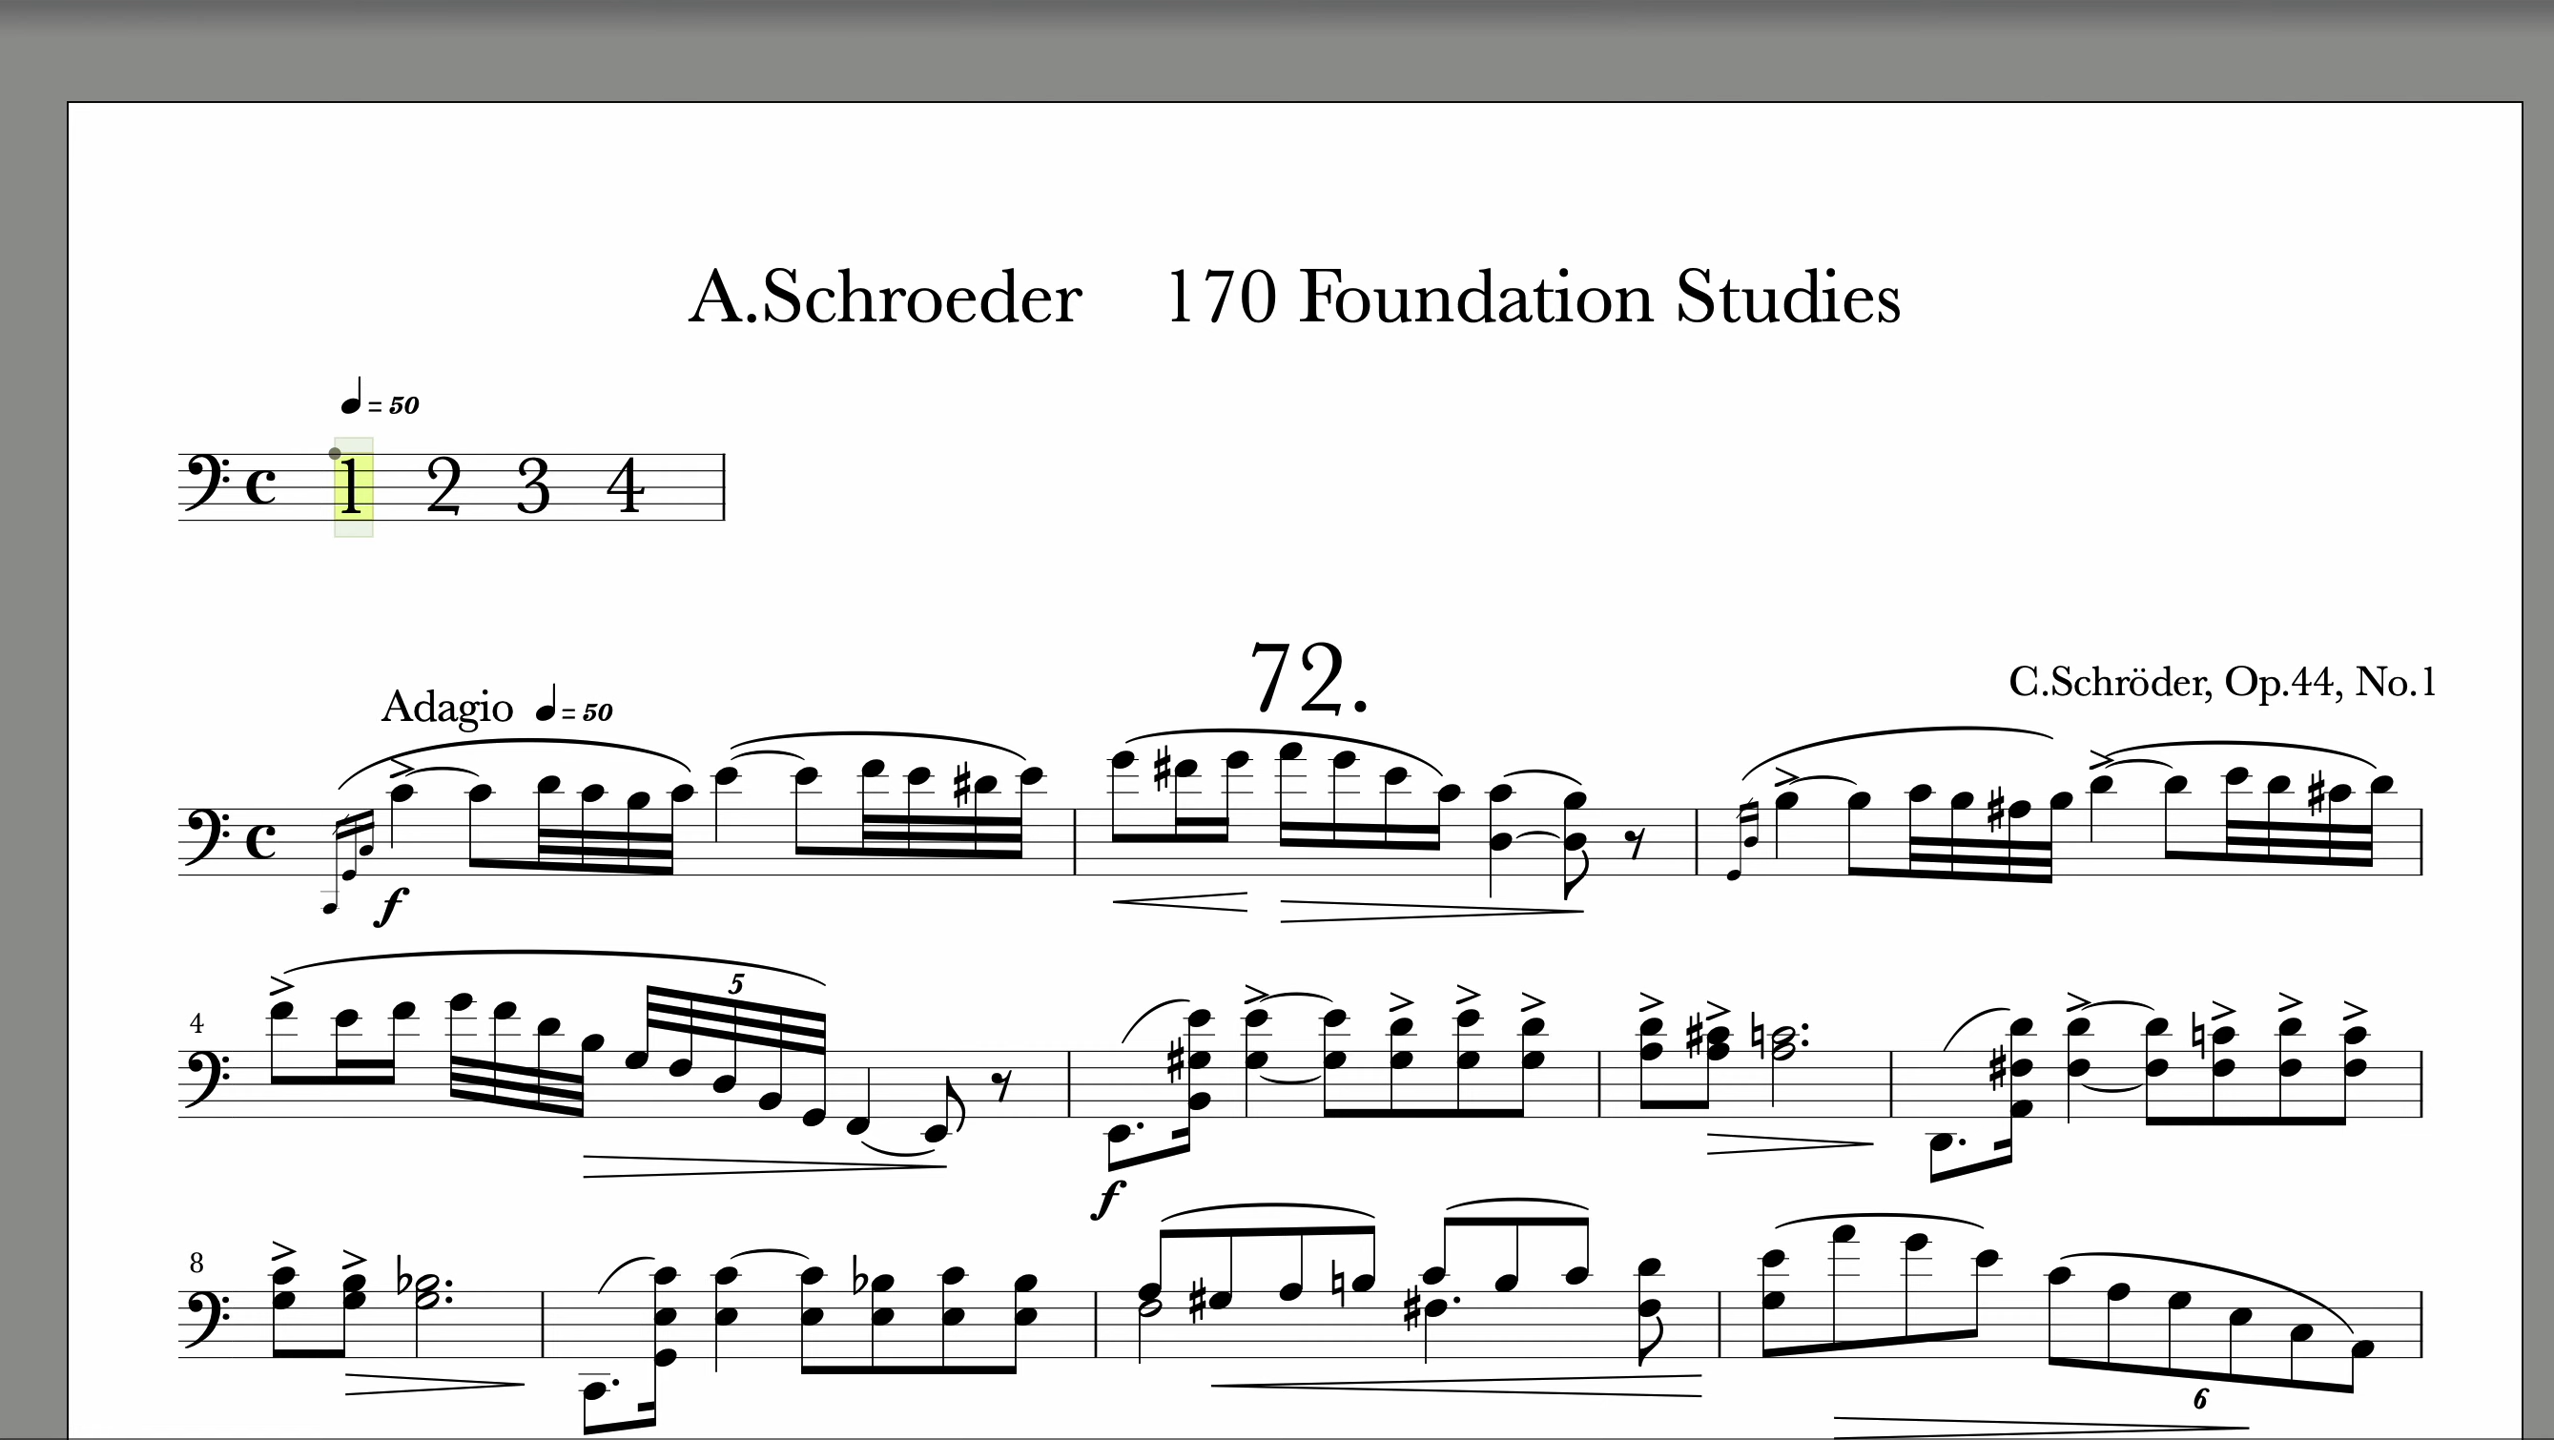 A.Schroeder 170 Foundation Studies
= 50
1 2 3 4
72.
C.Schröder, Op.44, No.1
Adagio = 50
f
5
4
f
8
6